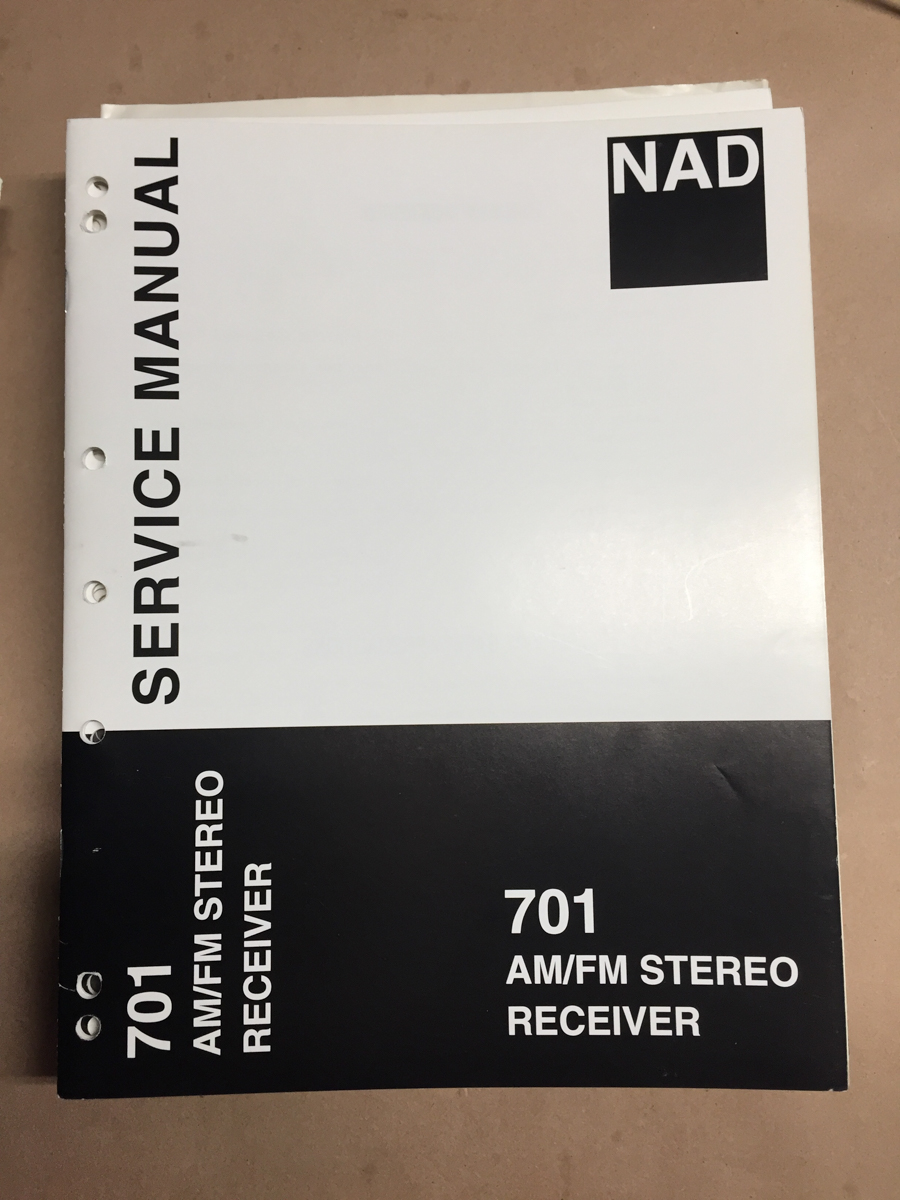 NAD
SERVICE MANUAL
701
AM/FM STEREO
RECEIVER
701
AM/FM STEREO
RECEIVER